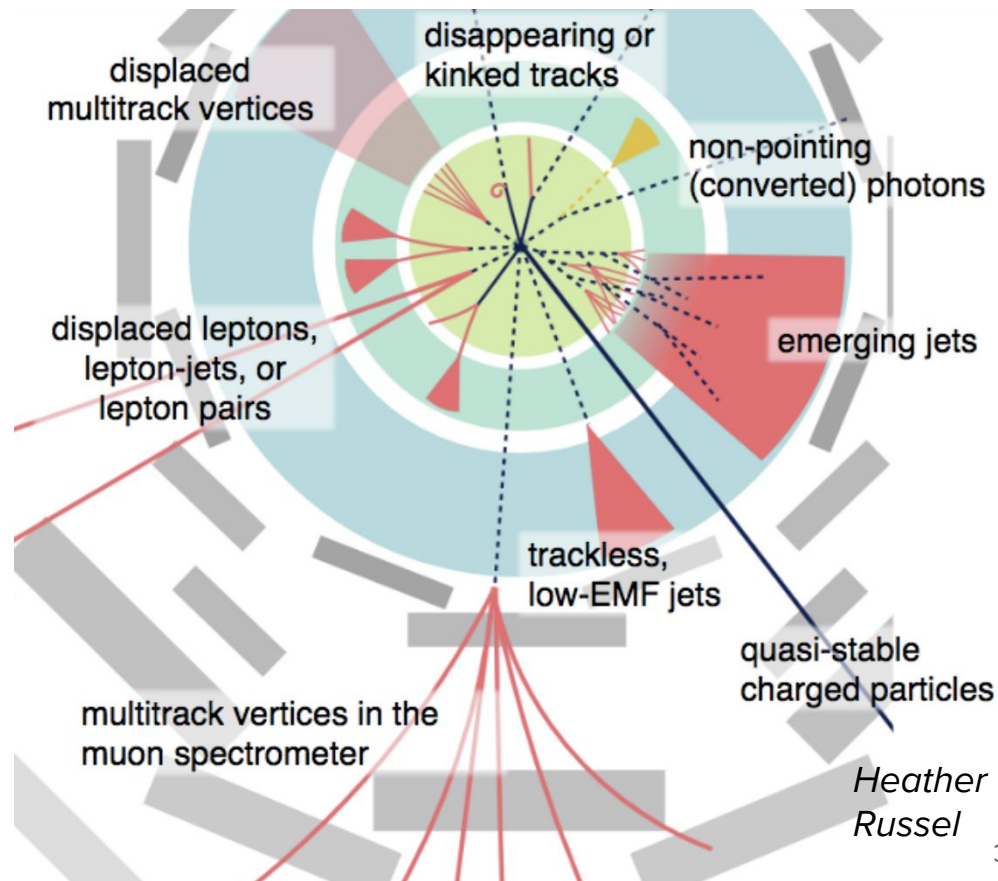 disappearing or
kinked tracks
displaced
multitrack vertices
non-pointing
(converted) photons
displaced leptons,
lepton-jets, or
lepton pairs
emerging jets
trackless,
low-EMF jets
quasi-stable
charged particles
multitrack vertices in the
muon spectrometer
Heather
Russel